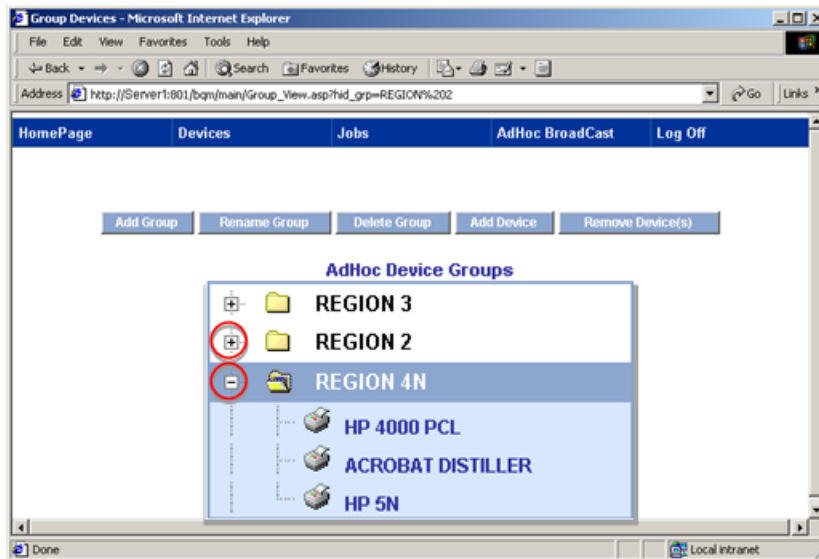 Group Devices - Microsoft Internet Explorer
File Edit View Favorites Tools Help
Back Search Favorites History
Address http://Server1:801/bqm/main/Group_View.asp?hid_grp=REGION%202 Go Links
HomePage Devices Jobs AdHoc BroadCast Log Off
Add Group Rename Group Delete Group Add Device Remove Device(s)
AdHoc Device Groups
REGION 3
REGION 2
REGION 4N
HP 4000 PCL
ACROBAT DISTILLER
HP 5N
Done Local intranet